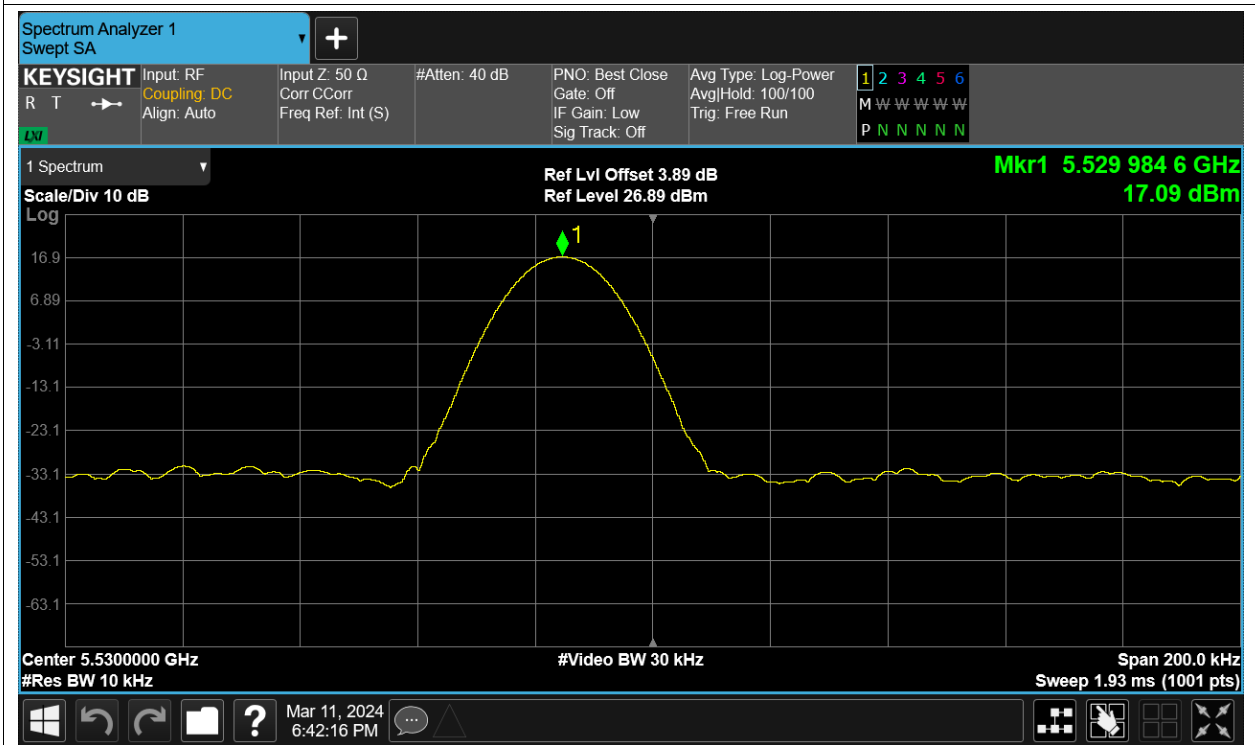 Spectrum Analyzer 1
Swept SA
KEYSIGHT
R T
LXI
Input: RF
Coupling: DC
Align: Auto
Input Z: 50 Ω
Corr CCorr
Freq Ref: Int (S)
#Atten: 40 dB
PNO: Best Close
Gate: Off
IF Gain: Low
Sig Track: Off
Avg Type: Log-Power
Avg|Hold: 100/100
Trig: Free Run
1 2 3 4 5 6
M W W W W W
P N N N N N
1 Spectrum
Scale/Div 10 dB
Log
Ref Lvl Offset 3.89 dB
Ref Level 26.89 dBm
Mkr1 5.529 984 6 GHz
17.09 dBm
1
16.9
6.89
-3.11
-13.1
-23.1
-33.1
-43.1
-53.1
-63.1
Center 5.5300000 GHz
#Video BW 30 kHz
Span 200.0 kHz
#Res BW 10 kHz
Sweep 1.93 ms (1001 pts)
?
Mar 11, 2024
6:42:16 PM